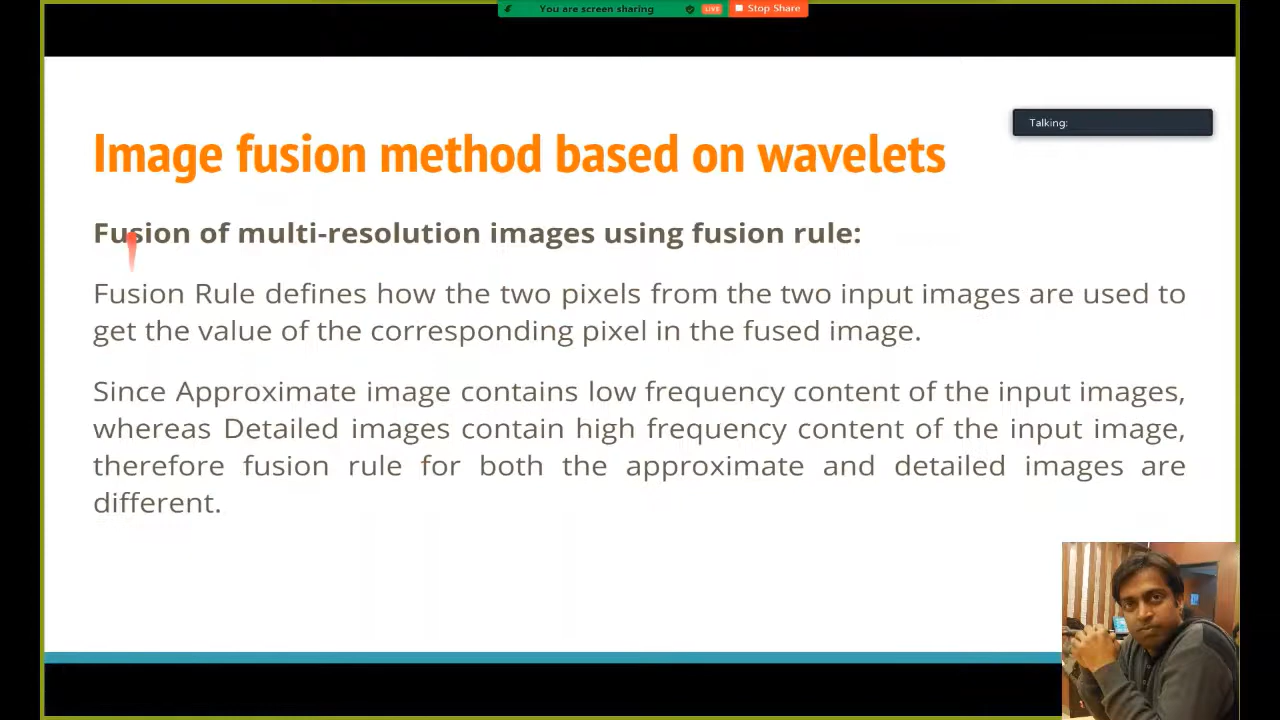 You are screen sharing LIVE Stop Share
Talking:
Image fusion method based on wavelets
Fusion of multi-resolution images using fusion rule:
Fusion Rule defines how the two pixels from the two input images are used to
get the value of the corresponding pixel in the fused image.
Since Approximate image contains low frequency content of the input images,
whereas Detailed images contain high frequency content of the input image,
therefore fusion rule for both the approximate and detailed images are
different.